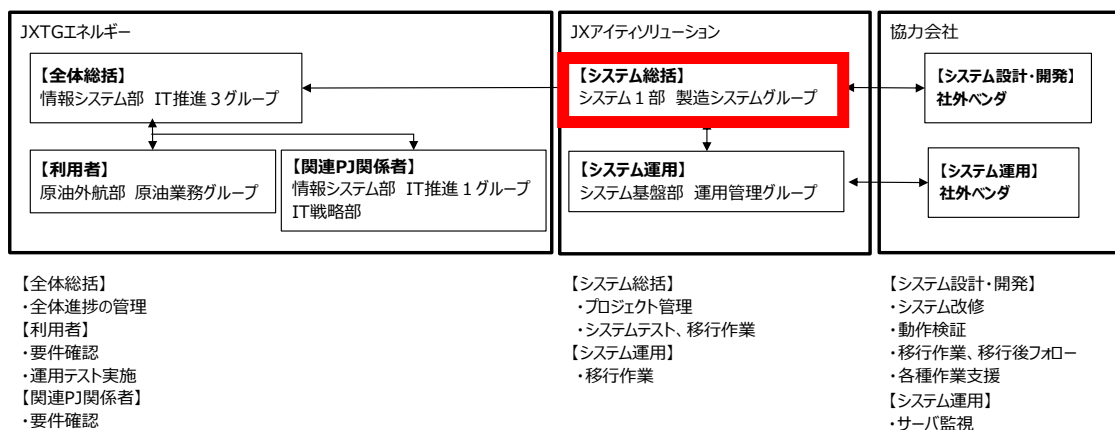 JXTGエネルギー
【全体総括】
情報システム部 IT推進３グループ
【利用者】
原油外航部 原油業務グループ
【関連PJ関係者】
情報システム部 IT推進１グループ
IT戦略部
JXアイティソリューション
【システム総括】
システム１部 製造システムグループ
【システム運用】
システム基盤部 運用管理グループ
協力会社
【システム設計・開発】
社外ベンダ
【システム運用】
社外ベンダ
【全体総括】
・全体進捗の管理
【利用者】
・要件確認
・運用テスト実施
【関連PJ関係者】
・要件確認
【システム総括】
・プロジェクト管理
・システムテスト、移行作業
【システム運用】
・移行作業
【システム設計・開発】
・システム改修
・動作検証
・移行作業、移行後フォロー
・各種作業支援
【システム運用】
・サーバ監視